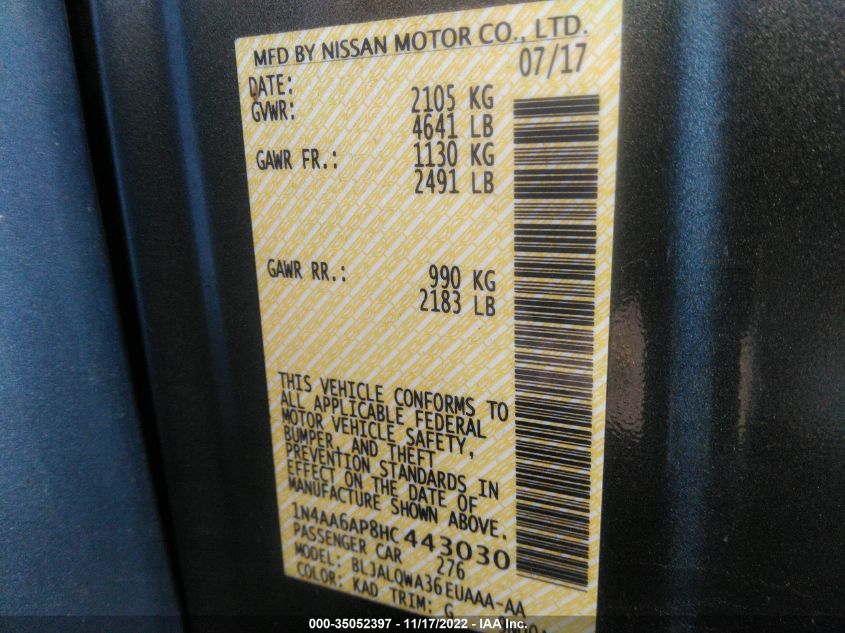 MFD BY NISSAN MOTOR CO., LTD.
DATE: 07/17
GVWR: 2105 KG
4641 LB
GAWR FR.: 1130 KG
2491 LB
GAWR RR.: 990 KG
2183 LB
THIS VEHICLE CONFORMS TO
ALL APPLICABLE FEDERAL
MOTOR VEHICLE SAFETY,
BUMPER, AND THEFT
PREVENTION STANDARDS IN
EFFECT ON THE DATE OF
MANUFACTURE SHOWN ABOVE.
1N4AA6AP8HC443030
PASSENGER CAR 276
MODEL: BLJALQWA36EUAAA-AA
COLOR: KAD TRIM: G
000-35052397 - 11/17/2022 - IAA Inc.